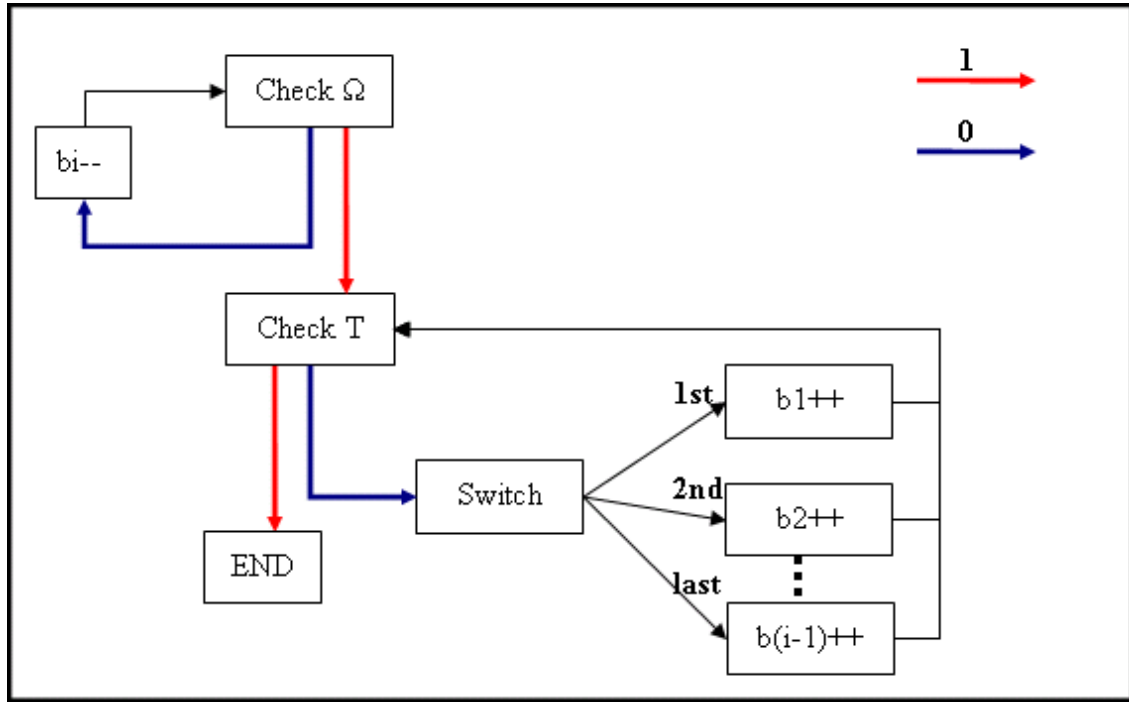 1
Check Ω
0
bi--
Check T
1st
b1++
2nd
Switch
b2++
END
last
b(i-1)++